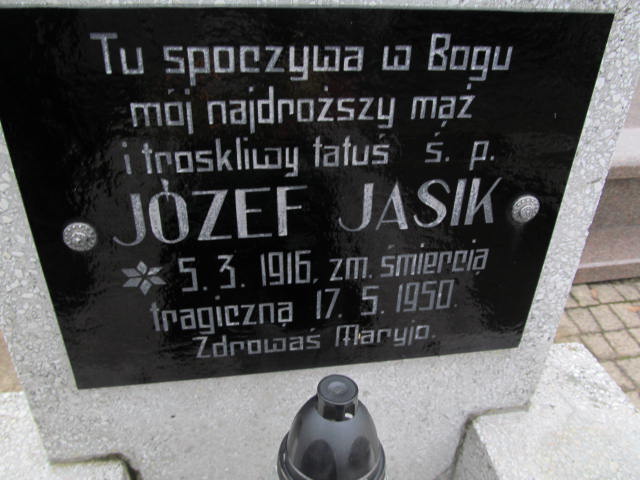 Tu spoczywa w Bogu
mój najdroższy mąż
i troskliwy tatuś ś. p.
JÓZEF JASIK
* 5. 3. 1916, zm. śmiercią
tragiczną 17. 5. 1950.
Zdrowaś Maryjo.